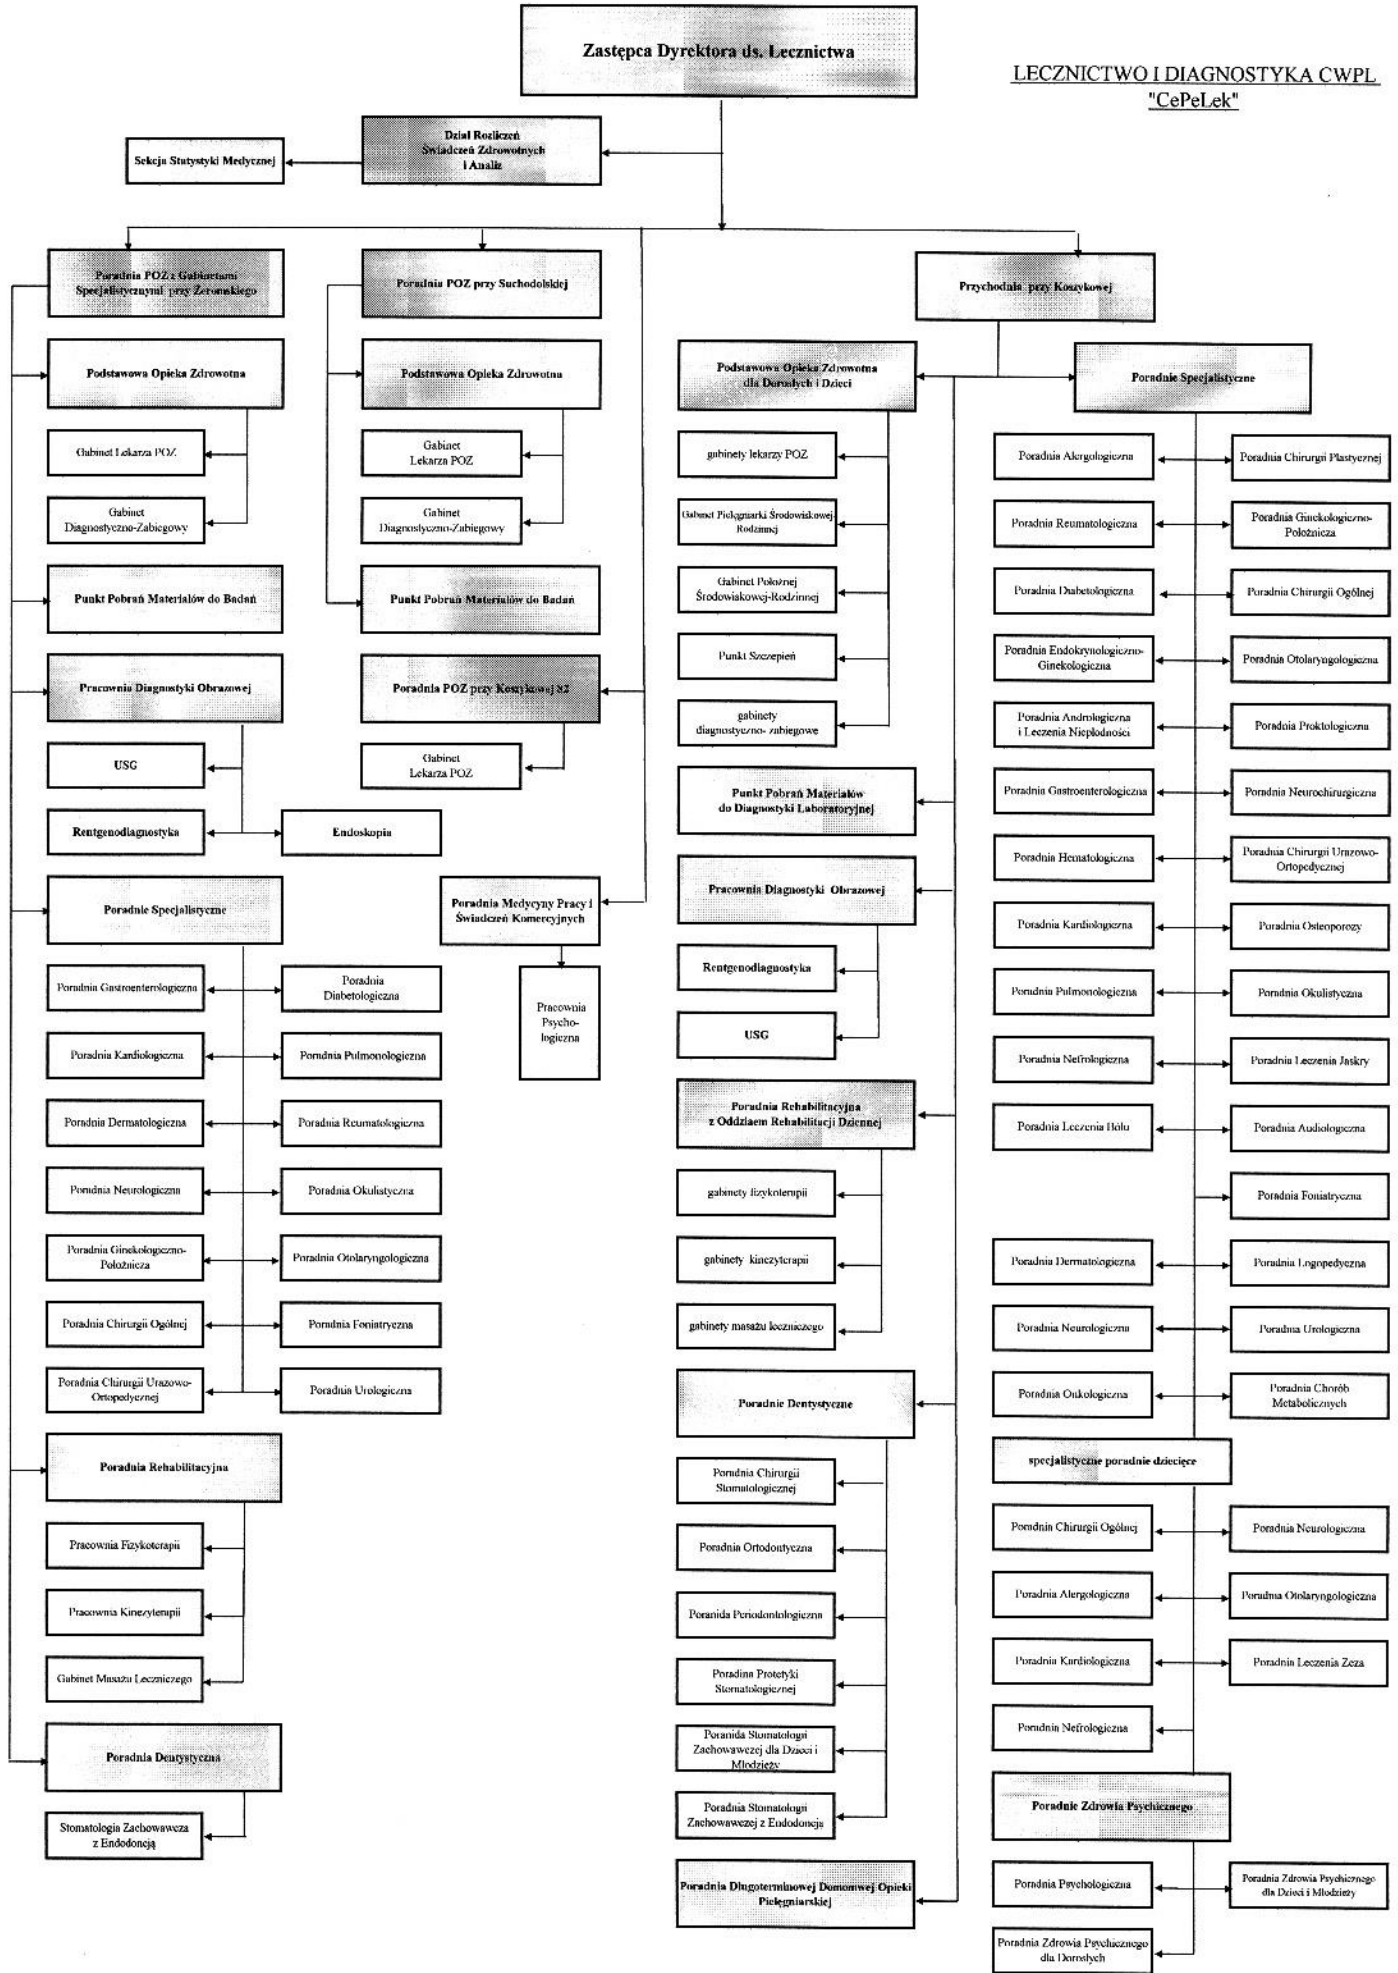 Zastępca Dyrektora ds. Lecznictwa
LECZNICTWO I DIAGNOSTYKA CWPL
"CePeLek"
Dział Rozliczeń
Świadczeń Zdrowotnych
i Analiz
Sekcja Statystyki Medycznej
Poradnia POZ z Gabinetami
Specjalistycznymi przy Żeromskiego
Podstawowa Opieka Zdrowotna
Gabinet Lekarza POZ
Gabinet
Diagnostyczno-Zabiegowy
Punkt Pobrań Materiałów do Badań
Pracownia Diagnostyki Obrazowej
USG
Rentgenodiagnostyka
Endoskopia
Poradnie Specjalistyczne
Poradnia Gastroenterologiczna
Poradnia
Diabetologiczna
Poradnia Kardiologiczna
Poradnia Pulmonologiczna
Poradnia Dermatologiczna
Poradnia Reumatologiczna
Poradnia Neurologiczna
Poradnia Okulistyczna
Poradnia Ginekologiczno-
Położnicza
Poradnia Otolaryngologiczna
Poradnia Chirurgii Ogólnej
Poradnia Foniatryczna
Poradnia Chirurgii Urazowo-
Ortopedycznej
Poradnia Urologiczna
Poradnia Rehabilitacyjna
Pracownia Fizykoterapii
Pracownia Kinezyterapii
Gabinet Masażu Leczniczego
Poradnia Dentystyczna
Stomatologia Zachowawcza
z Endodoncją
Poradnia POZ przy Suchodolskiej
Podstawowa Opieka Zdrowotna
Gabinet
Lekarza POZ
Gabinet
Diagnostyczno-Zabiegowy
Punkt Pobrań Materiałów do Badań
Poradnia POZ przy Koszykowej 82
Gabinet
Lekarza POZ
Poradnia Medycyny Pracy i
Świadczeń Komercyjnych
Pracownia
Psycho-
logiczna
Przychodnia przy Koszykowej
Podstawowa Opieka Zdrowotna
dla Dorosłych i Dzieci
gabinety lekarzy POZ
Gabinet Pielęgniarki Środowiskowej-
Rodzinnej
Gabinet Położnej
Środowiskowej-Rodzinnej
Punkt Szczepień
gabinety
diagnostyczno- zabiegowe
Punkt Pobrań Materiałów
do Diagnostyki Laboratoryjnej
Pracownia Diagnostyki Obrazowej
Rentgenodiagnostyka
USG
Poradnia Rehabilitacyjna
z Oddziaem Rehabilitacji Dziennej
gabinety fizykoterapii
gabinety kinezyterapii
gabinety masażu leczniczego
Poradnie Dentystyczne
Poradnia Chirurgii
Stomatologicznej
Poradnia Ortodontyczna
Poranida Periodontologiczna
Poradina Protetyki
Stomatologicznej
Poranida Stomatologii
Zachowawczej dla Dzieci i
Młodzieży
Poradnia Stomatologii
Zachowawczej z Endodoncją
Poradnia Długoterminowej Domomwej Opieki
Pielęgniarskiej
Poradnie Specjalistyczne
Poradnia Alergologiczna
Poradnia Chirurgii Plastycznej
Poradnia Reumatologiczna
Poradnia Ginekologiczno-
Położnicza
Poradnia Diabetologiczna
Poradnia Chirurgii Ogólnej
Poradnia Endokrynologiczno-
Ginekologiczna
Poradnia Otolaryngologiczna
Poradnia Andrologiczna
i Leczenia Niepłodności
Poradnia Proktologiczna
Poradnia Gastroenterologiczna
Poradnia Neurochirurgiczna
Poradnia Hematologiczna
Poradnia Chirurgii Urazowo-
Ortopedycznej
Poradnia Kardiologiczna
Poradnia Osteoporozy
Poradnia Pulmonologiczna
Poradnia Okulistyczna
Poradnia Nefrologiczna
Poradnia Leczenia Jaskry
Poradnia Leczenia Bólu
Poradnia Audiologiczna
Poradnia Foniatryczna
Poradnia Dermatologiczna
Poradnia Logopedyczna
Poradnia Neurologiczna
Poradnia Urologiczna
Poradnia Onkologiczna
Poradnia Chorób
Metabolicznych
specjalistyczne poradnie dziecięce
Poradnia Chirurgii Ogólnej
Poradnia Neurologiczna
Poradnia Alergologiczna
Poradnia Otolaryngologiczna
Poradnia Kardiologiczna
Poradnia Leczenia Zeza
Poradnia Nefrologiczna
Poradnie Zdrowia Psychicznego
Poradnia Psychologiczna
Poradnia Zdrowia Psychicznego
dla Dzieci i Młodzieży
Poradnia Zdrowia Psychicznego
dla Dorosłych